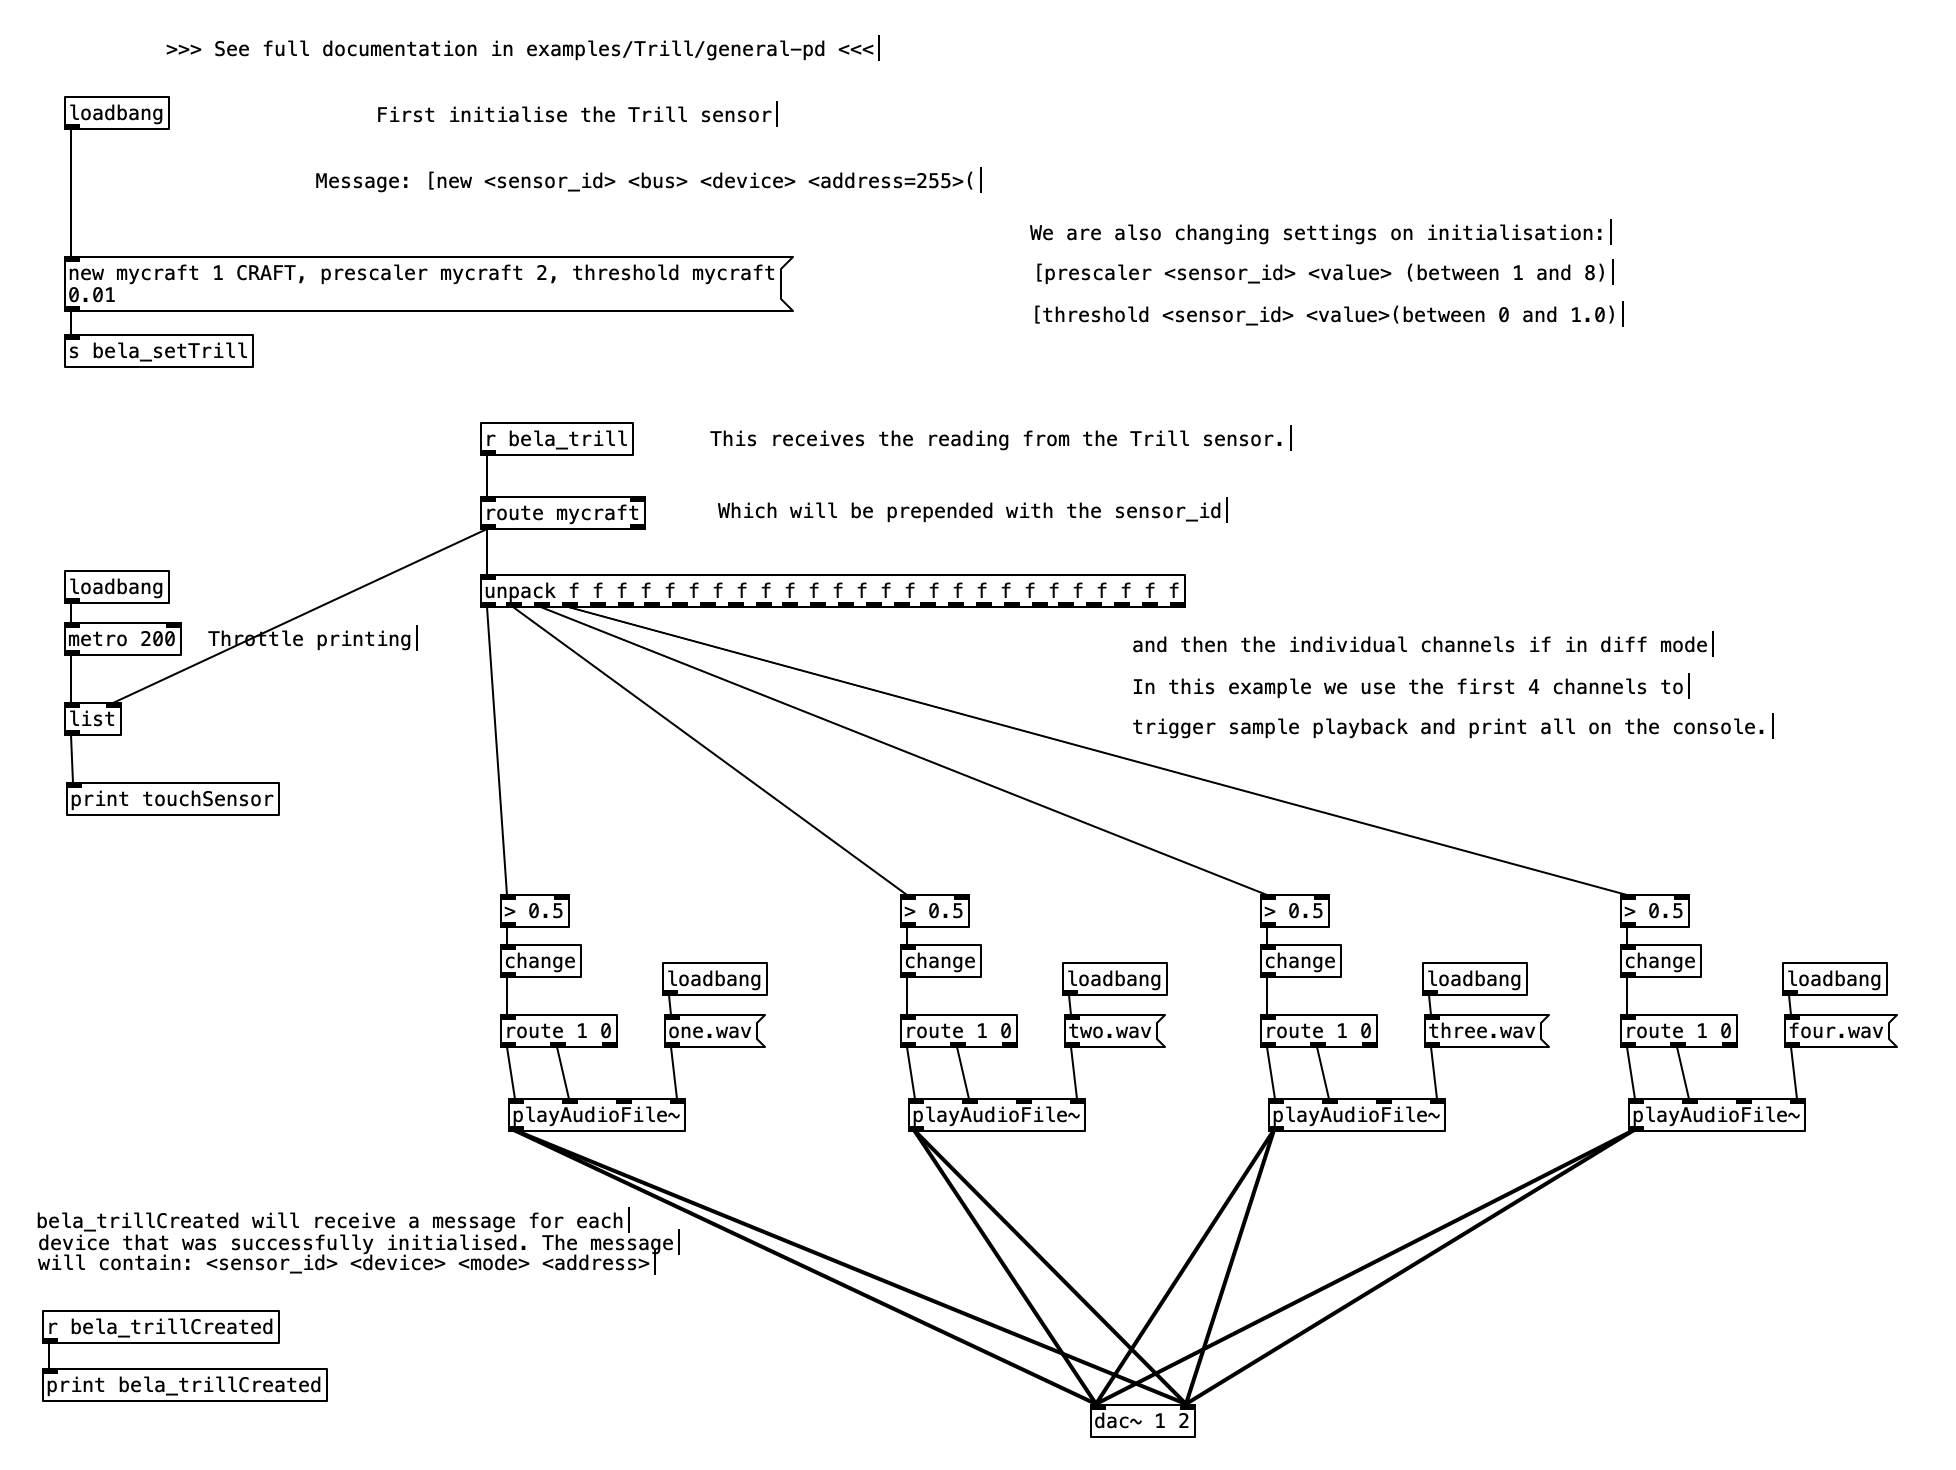 >>> See full documentation in examples/Trill/general-pd <<<
loadbang
First initialise the Trill sensor
Message: [new <sensor_id> <bus> <device> <address=255>(
We are also changing settings on initialisation:
new mycraft 1 CRAFT, prescaler mycraft 2, threshold mycraft
0.01
[prescaler <sensor_id> <value> (between 1 and 8)
[threshold <sensor_id> <value>(between 0 and 1.0)
s bela_setTrill
r bela_trill
This receives the reading from the Trill sensor.
route mycraft
Which will be prepended with the sensor_id
unpack f f f f f f f f f f f f f f f f f f f f f f f f f f
loadbang
metro 200
Throttle printing
list
print touchSensor
and then the individual channels if in diff mode
In this example we use the first 4 channels to
trigger sample playback and print all on the console.
> 0.5
> 0.5
> 0.5
> 0.5
change
change
change
change
loadbang
loadbang
loadbang
loadbang
route 1 0
one.wav
route 1 0
two.wav
route 1 0
three.wav
route 1 0
four.wav
playAudioFile~
playAudioFile~
playAudioFile~
playAudioFile~
bela_trillCreated will receive a message for each
device that was successfully initialised. The message
will contain: <sensor_id> <device> <mode> <address>
r bela_trillCreated
print bela_trillCreated
dac~ 1 2